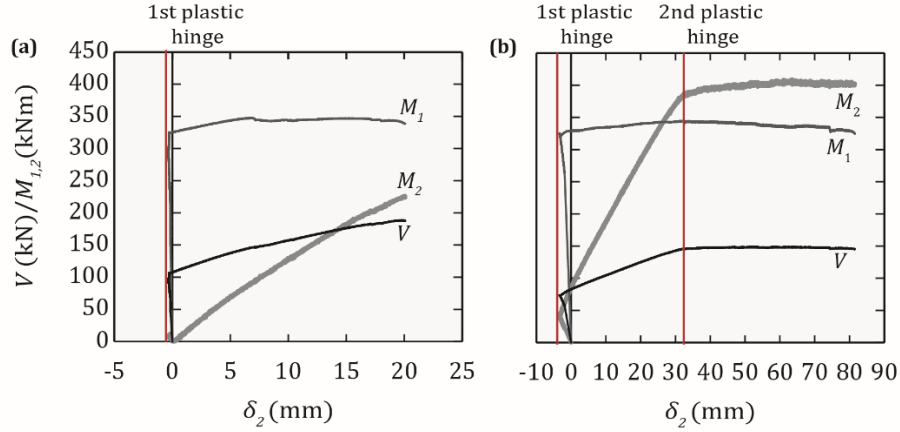 1st plastic
hinge
(a)
450
400
350
300
250
200
150
100
50
0
V (kN)/M1,2(kNm)
M1
M2
V
-5 0 5 10 15 20 25
δ2 (mm)
1st plastic 2nd plastic
hinge hinge
(b)
M2
M1
V
-10 0 10 20 30 40 50 60 70 80 90
δ2 (mm)